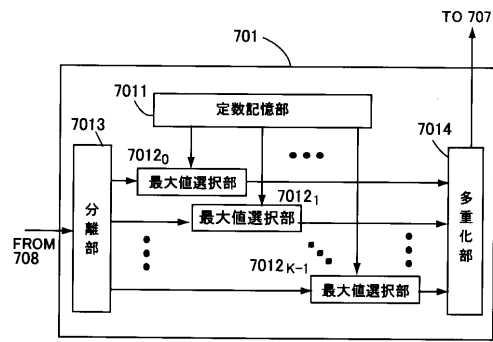 TO 707
701
7011
定数記憶部
7013
7014
7012₀
最大値選択部
7012₁
最大値選択部
分離部
多重化部
FROM
708
7012K−1
最大値選択部